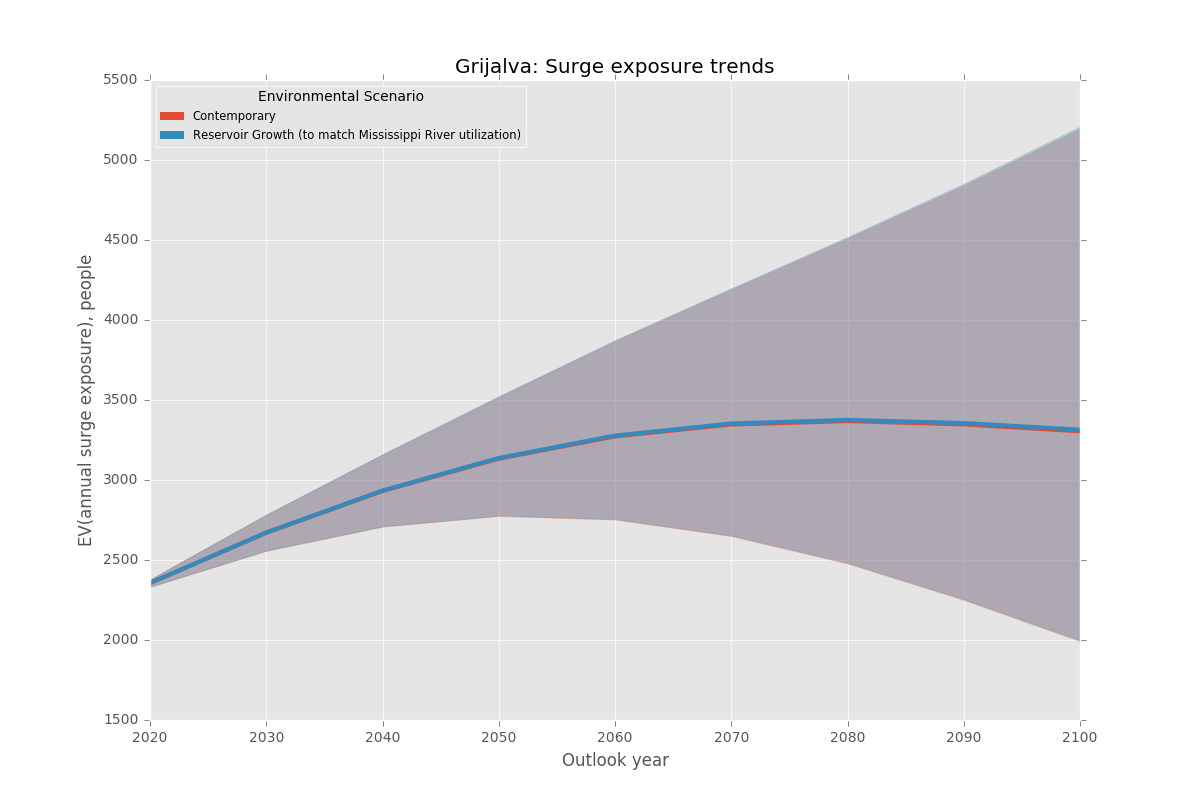 Grijalva: Surge exposure trends
Environmental Scenario
Contemporary
Reservoir Growth (to match Mississippi River utilization)
EV(annual surge exposure), people
5500
5000
4500
4000
3500
3000
2500
2000
1500
2020 2030 2040 2050 2060 2070 2080 2090 2100
Outlook year